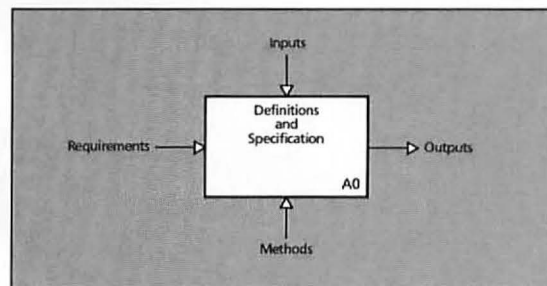 Inputs
Definitions
and
Specification
Requirements
Outputs
A0
Methods